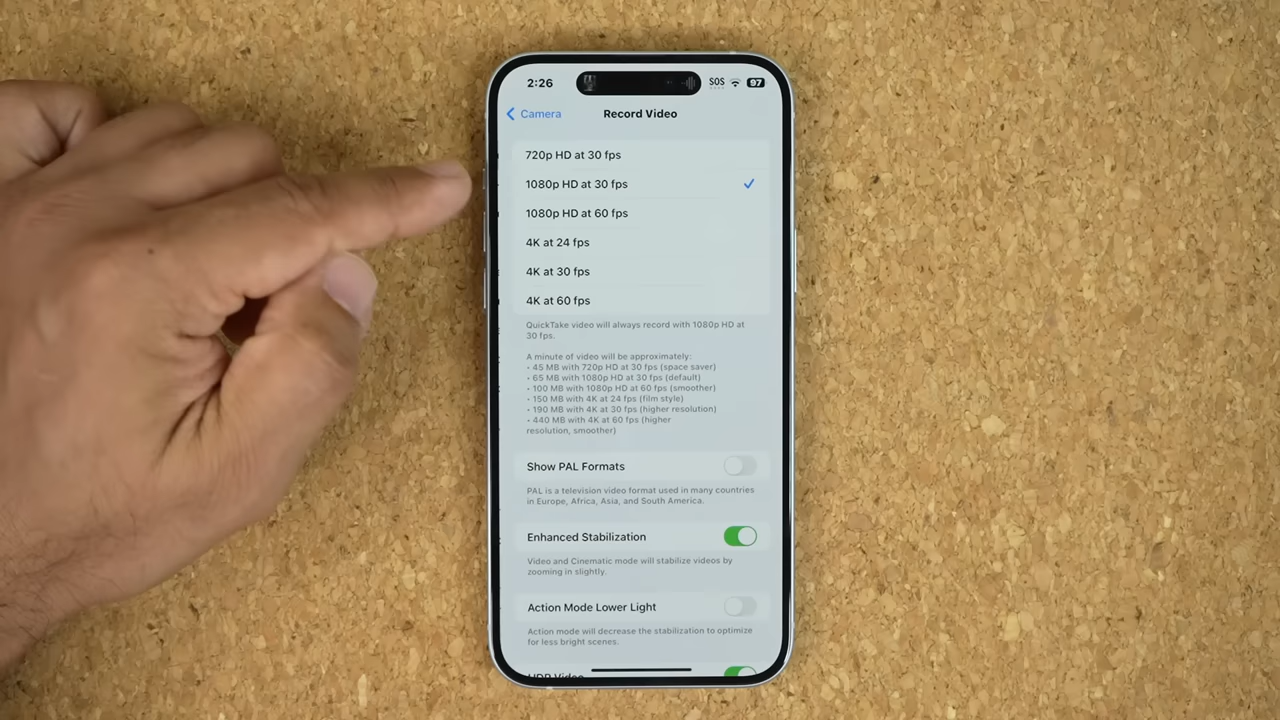 2:26
SOS
97
Camera
Record Video
720p HD at 30 fps
1080p HD at 30 fps
1080p HD at 60 fps
4K at 24 fps
4K at 30 fps
4K at 60 fps
QuickTake video will always record with 1080p HD at
30 fps.
A minute of video will be approximately:
• 45 MB with 720p HD at 30 fps (space saver)
• 65 MB with 1080p HD at 30 fps (default)
• 100 MB with 1080p HD at 60 fps (smoother)
• 150 MB with 4K at 24 fps (film style)
• 190 MB with 4K at 30 fps (higher resolution)
• 440 MB with 4K at 60 fps (higher
resolution, smoother)
Show PAL Formats
PAL is a television video format used in many countries
in Europe, Africa, Asia, and South America.
Enhanced Stabilization
Video and Cinematic mode will stabilize videos by
zooming in slightly.
Action Mode Lower Light
Action mode will decrease the stabilization to optimize
for less bright scenes.
HDR Video